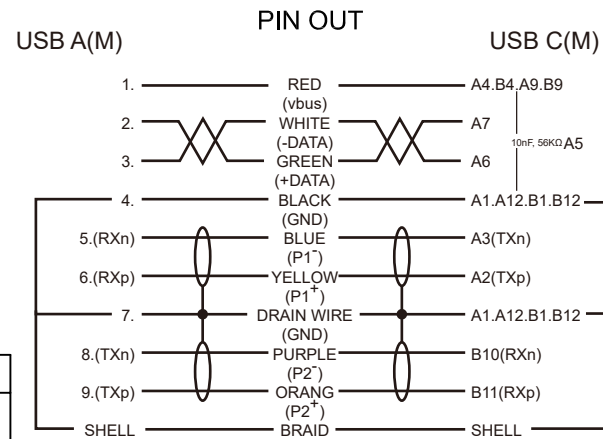 PIN OUT
USB A(M) USB C(M)
1. RED A4.B4.A9.B9
(vbus)
2. WHITE A7
(-DATA) 10nF, 56KΩ A5
3. GREEN A6
(+DATA)
4. BLACK A1.A12.B1.B12
(GND)
5.(RXn) BLUE A3(TXn)
(P1-)
6.(RXp) YELLOW A2(TXp)
(P1+)
7. DRAIN WIRE A1.A12.B1.B12
(GND)
8.(TXn) PURPLE B10(RXn)
(P2-)
9.(TXp) ORANG B11(RXp)
(P2+)
SHELL BRAID SHELL